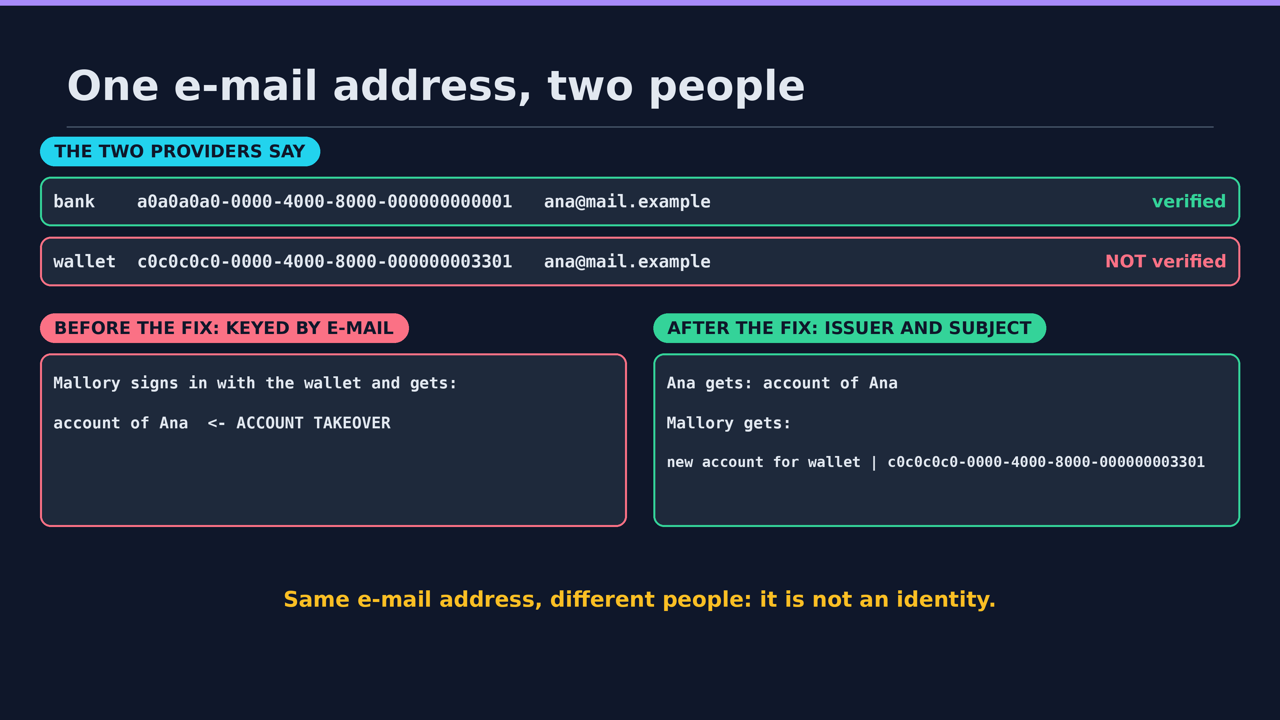 One e-mail address, two people
THE TWO PROVIDERS SAY
bank a0a0a0a0-0000-4000-8000-000000000001 ana@mail.example verified
wallet c0c0c0c0-0000-4000-8000-000000003301 ana@mail.example NOT verified
BEFORE THE FIX: KEYED BY E-MAIL
Mallory signs in with the wallet and gets:
account of Ana <- ACCOUNT TAKEOVER
AFTER THE FIX: ISSUER AND SUBJECT
Ana gets: account of Ana
Mallory gets:
new account for wallet | c0c0c0c0-0000-4000-8000-000000003301
Same e-mail address, different people: it is not an identity.